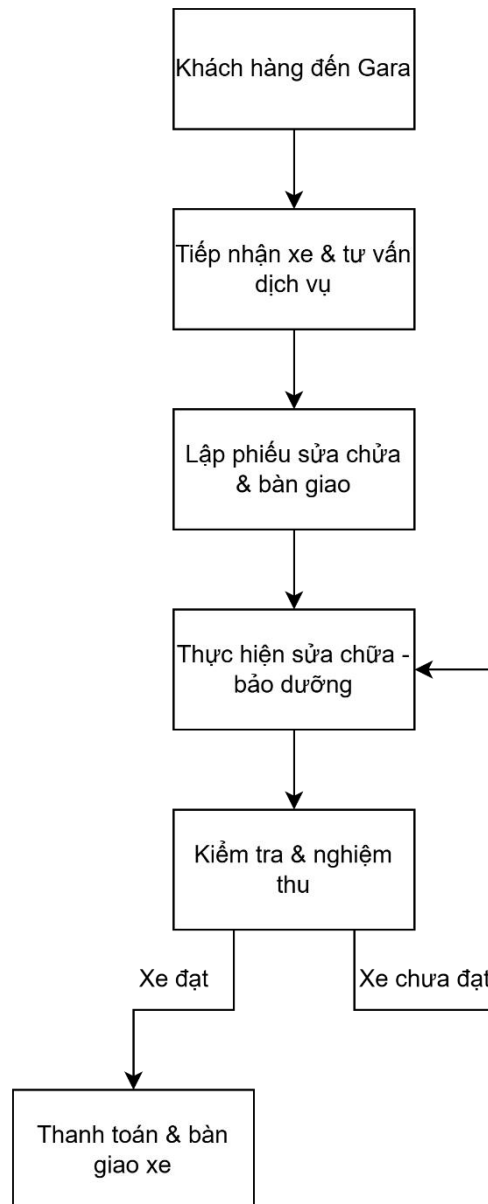 Khách hàng đến Gara
Tiếp nhận xe & tư vấn
dịch vụ
Lập phiếu sửa chửa
& bàn giao
Thực hiện sửa chữa -
bảo dưỡng
Kiểm tra & nghiệm
thu
Xe đạt
Xe chưa đạt
Thanh toán & bàn
giao xe